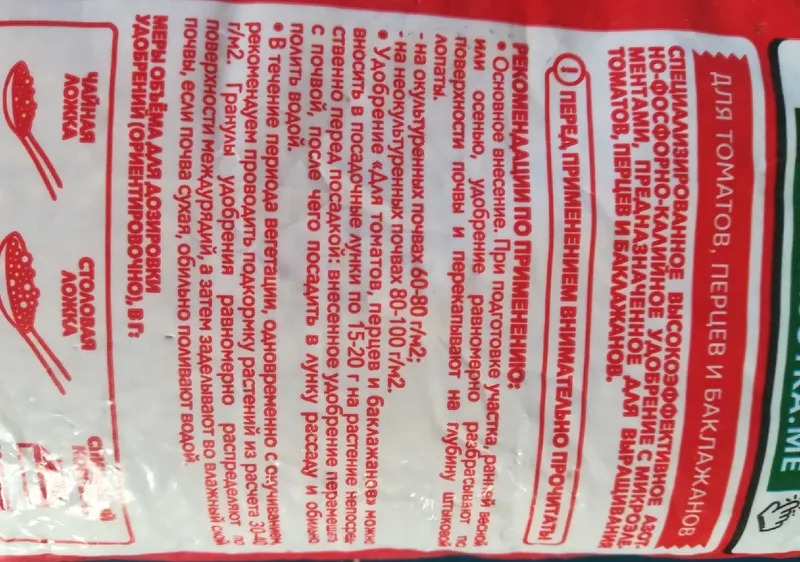 ТКА.МЕ
ДЛЯ ТОМАТОВ, ПЕРЦЕВ И БАКЛАЖАНОВ
СПЕЦИАЛИЗИРОВАННОЕ ВЫСОКОЭФФЕКТИВНОЕ АЗОТ-
НО-ФОСФОРНО-КАЛИЙНОЕ УДОБРЕНИЕ С МИКРОЭЛЕ
МЕНТАМИ, ПРЕДНАЗНАЧЕННОЕ ДЛЯ ВЫРАЩИВАНИЯ
ТОМАТОВ, ПЕРЦЕВ И БАКЛАЖАНОВ.
ПЕРЕД ПРИМЕНЕНИЕМ ВНИМАТЕЛЬНО ПРОЧИТАТЬ!
РЕКОМЕНДАЦИИ ПО ПРИМЕНЕНИЮ:
• Основное внесение. При подготовке участка, ранней весной
или осенью, удобрение равномерно разбрасывают по
поверхности почвы и перекапывают на глубину штыковой
лопаты.
- на окультуренных почвах 60-80 г/м2;
- на неокультуренных почвах 80-100 г/м2.
• Удобрение «Для томатов, перцев и баклажанов» можно
вносить в посадочные лунки по 15-20 г на растение непосред
ственно перед посадкой: внесенное удобрение перемешать
с почвой, после чего посадить в лунку рассаду и обильно
полить водой.
• В течение периода вегетации, одновременно с окучиванием
рекомендуем проводить подкормку растений из расчета 30-40
г/м2. Гранулы удобрения равномерно распределяют по
поверхности междурядий, а затем заделывают во влажный слой
почвы, если почва сухая, обильно поливают водой.
МЕРЫ ОБЪЁМА ДЛЯ ДОЗИРОВКИ
УДОБРЕНИЙ (ОРИЕНТИРОВОЧНО), В Г:
ЧАЙНАЯ
ЛОЖКА
СТОЛОВАЯ
ЛОЖКА